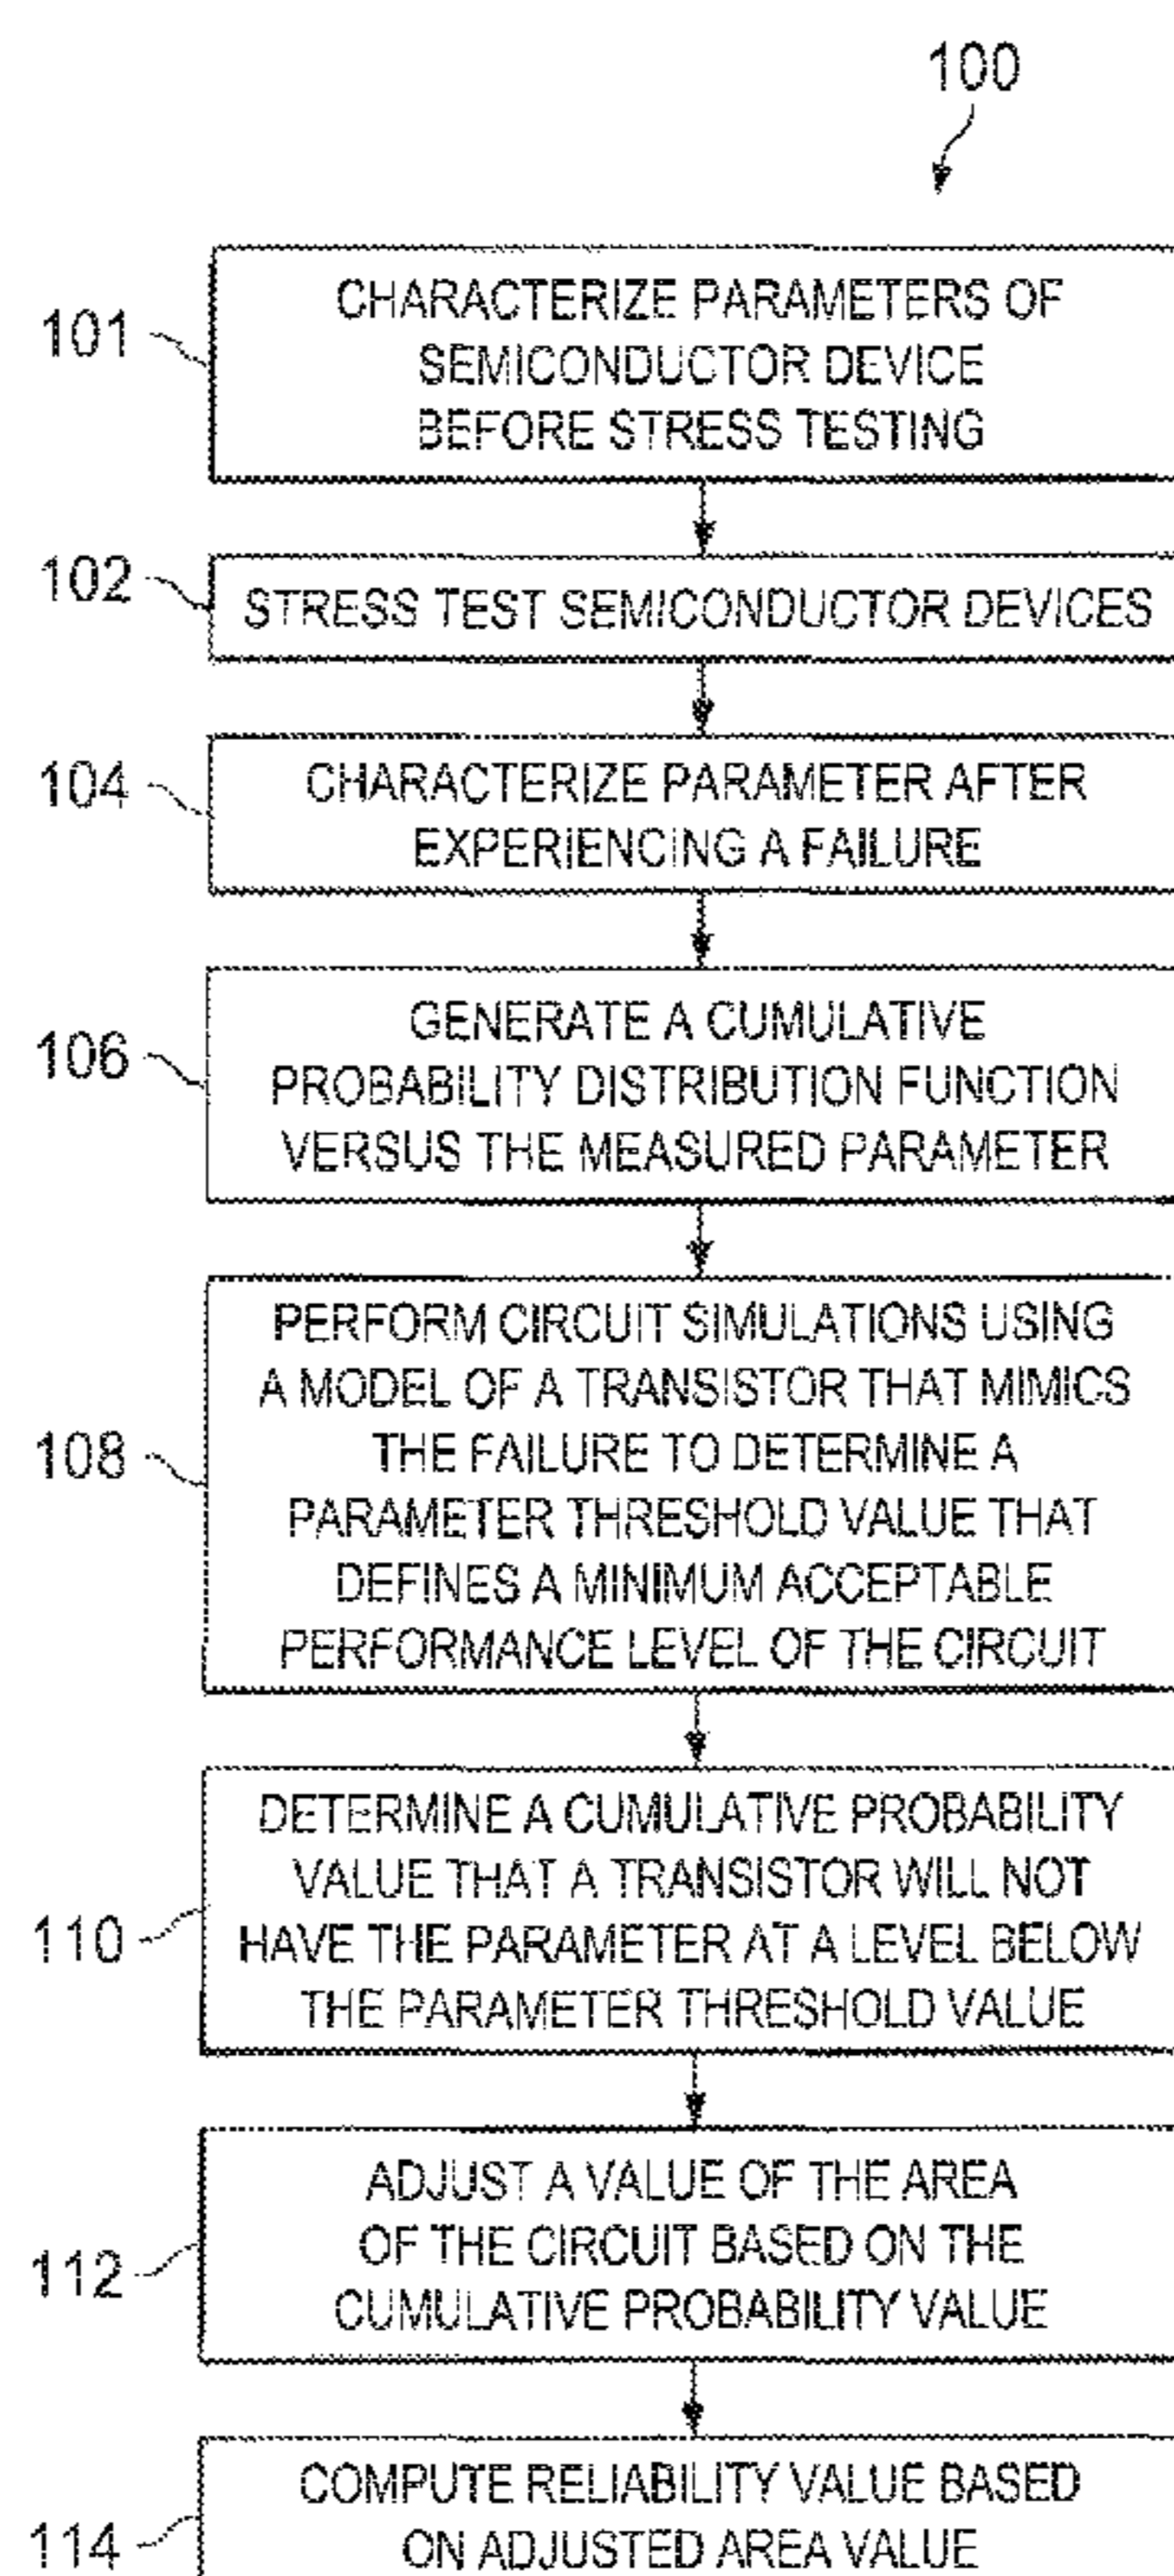 100
101
CHARACTERIZE PARAMETERS OF
SEMICONDUCTOR DEVICE
BEFORE STRESS TESTING
102
STRESS TEST SEMICONDUCTOR DEVICES
104
CHARACTERIZE PARAMETER AFTER
EXPERIENCING A FAILURE
106
GENERATE A CUMULATIVE
PROBABILITY DISTRIBUTION FUNCTION
VERSUS THE MEASURED PARAMETER
108
PERFORM CIRCUIT SIMULATIONS USING
A MODEL OF A TRANSISTOR THAT MIMICS
THE FAILURE TO DETERMINE A
PARAMETER THRESHOLD VALUE THAT
DEFINES A MINIMUM ACCEPTABLE
PERFORMANCE LEVEL OF THE CIRCUIT
110
DETERMINE A CUMULATIVE PROBABILITY
VALUE THAT A TRANSISTOR WILL NOT
HAVE THE PARAMETER AT A LEVEL BELOW
THE PARAMETER THRESHOLD VALUE
112
ADJUST A VALUE OF THE AREA
OF THE CIRCUIT BASED ON THE
CUMULATIVE PROBABILITY VALUE
114
COMPUTE RELIABILITY VALUE BASED
ON ADJUSTED AREA VALUE